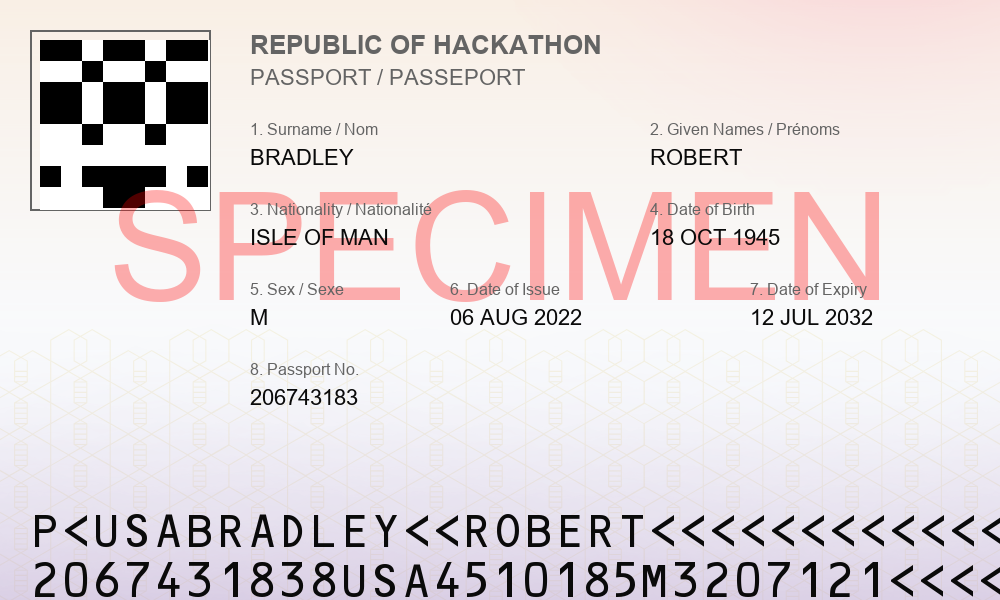 REPUBLIC OF HACKATHON
PASSPORT / PASSEPORT
1. Surname / Nom
BRADLEY
2. Given Names / Prénoms
ROBERT
SPECIMEN
3. Nationality / Nationalité
ISLE OF MAN
4. Date of Birth
18 OCT 1945
5. Sex / Sexe
M
6. Date of Issue
06 AUG 2022
7. Date of Expiry
12 JUL 2032
8. Passport No.
206743183
P<USABRADLEY<<ROBERT<<<<<<<<<<<
2067431838USA4510185M3207121<<<<